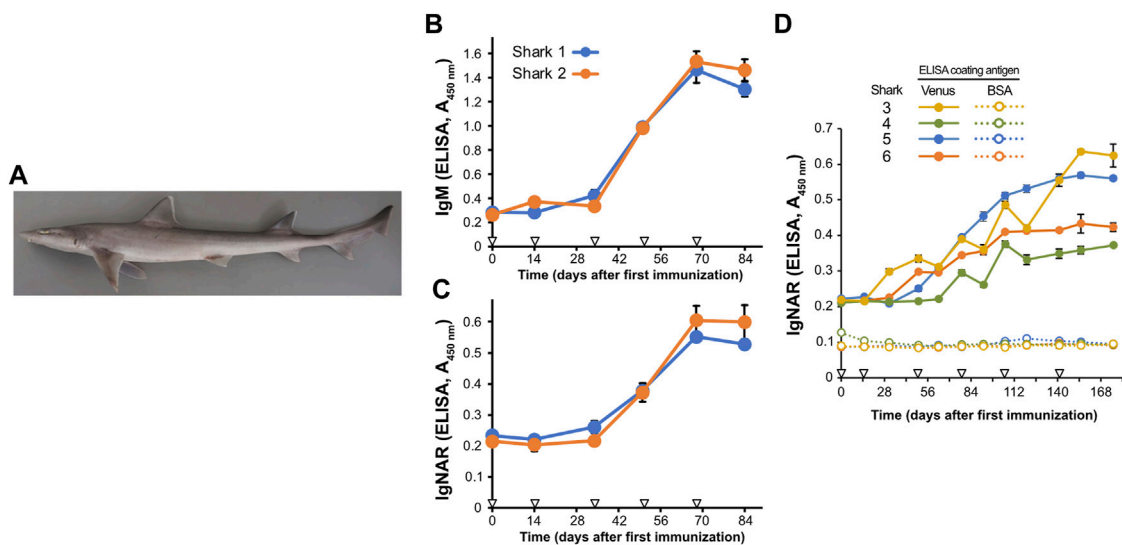 A
B
Shark 1
Shark 2
IgM (ELISA, A450 nm)
1.6
1.4
1.2
1.0
0.8
0.6
0.4
0.2
0
0 14 28 42 56 70 84
Time (days after first immunization)
C
IgNAR (ELISA, A450 nm)
0.6
0.5
0.4
0.3
0.2
0.1
0
0 14 28 42 56 70 84
Time (days after first immunization)
D
ELISA coating antigen
Shark Venus BSA
3
4
5
6
IgNAR (ELISA, A450 nm)
0.7
0.6
0.5
0.4
0.3
0.2
0.1
0
0 28 56 84 112 140 168
Time (days after first immunization)